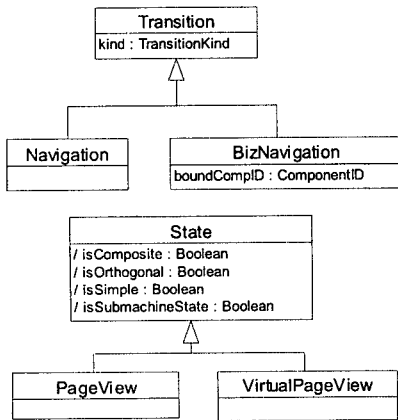 Transition
kind : TransitionKind
Navigation
BizNavigation
boundCompID : ComponentID
State
/ isComposite : Boolean
/ isOrthogonal : Boolean
/ isSimple : Boolean
/ isSubmachineState : Boolean
PageView
VirtualPageView